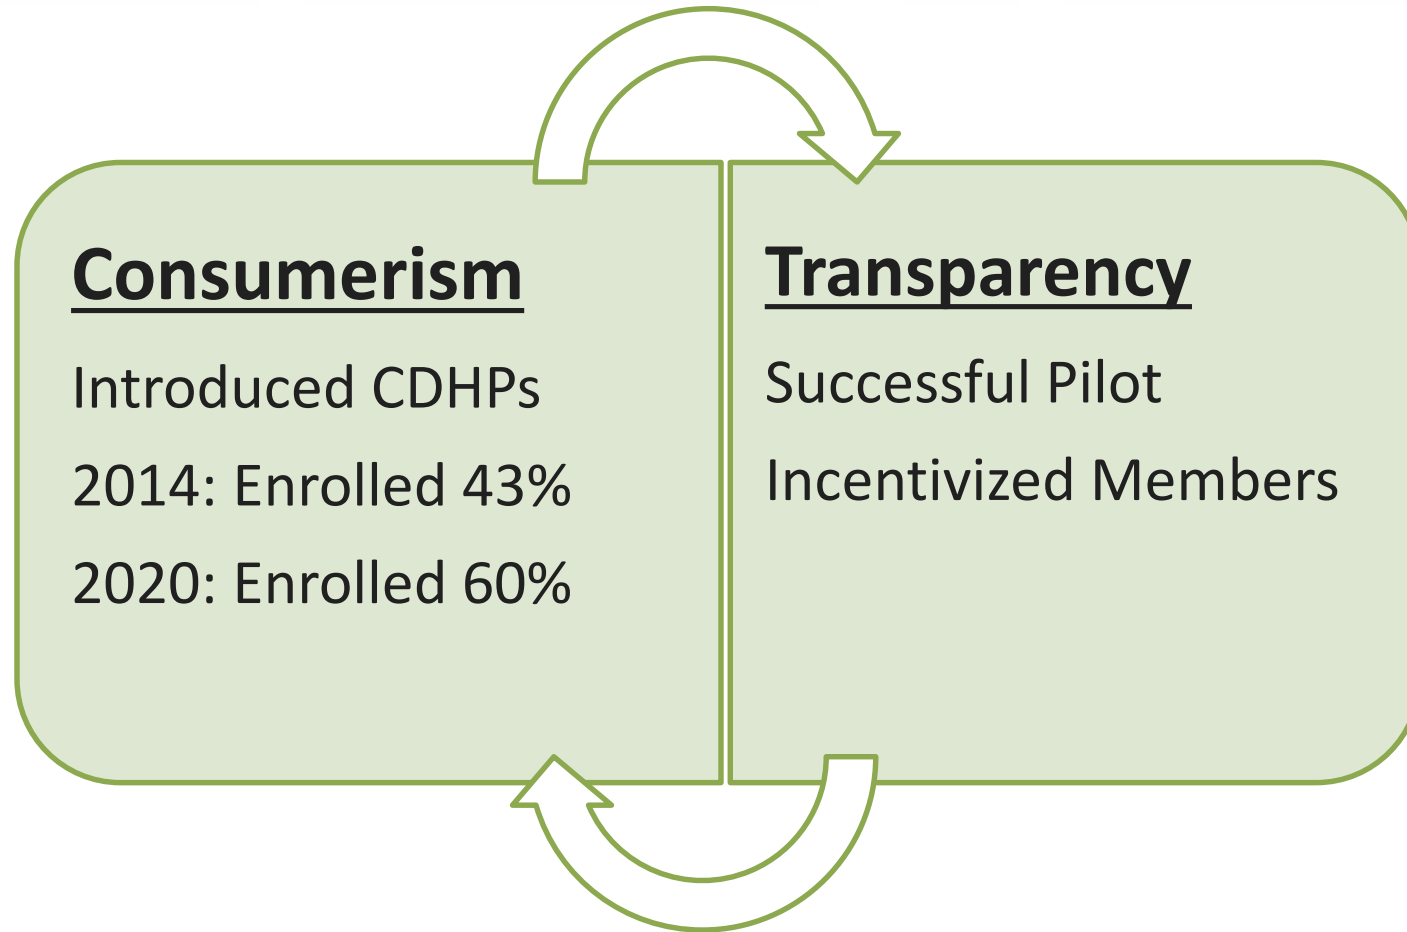 Consumerism
Introduced CDHPs
2014: Enrolled 43%
2020: Enrolled 60%
Transparency
Successful Pilot
Incentivized Members